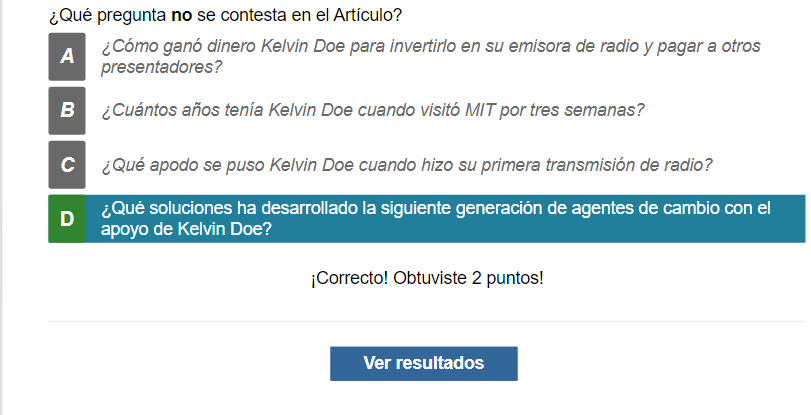 ¿Qué pregunta no se contesta en el Artículo?
A
¿Cómo ganó dinero Kelvin Doe para invertirlo en su emisora de radio y pagar a otros
presentadores?
B
¿Cuántos años tenía Kelvin Doe cuando visitó MIT por tres semanas?
C
¿Qué apodo se puso Kelvin Doe cuando hizo su primera transmisión de radio?
D
¿Qué soluciones ha desarrollado la siguiente generación de agentes de cambio con el
apoyo de Kelvin Doe?
¡Correcto! Obtuviste 2 puntos!
Ver resultados